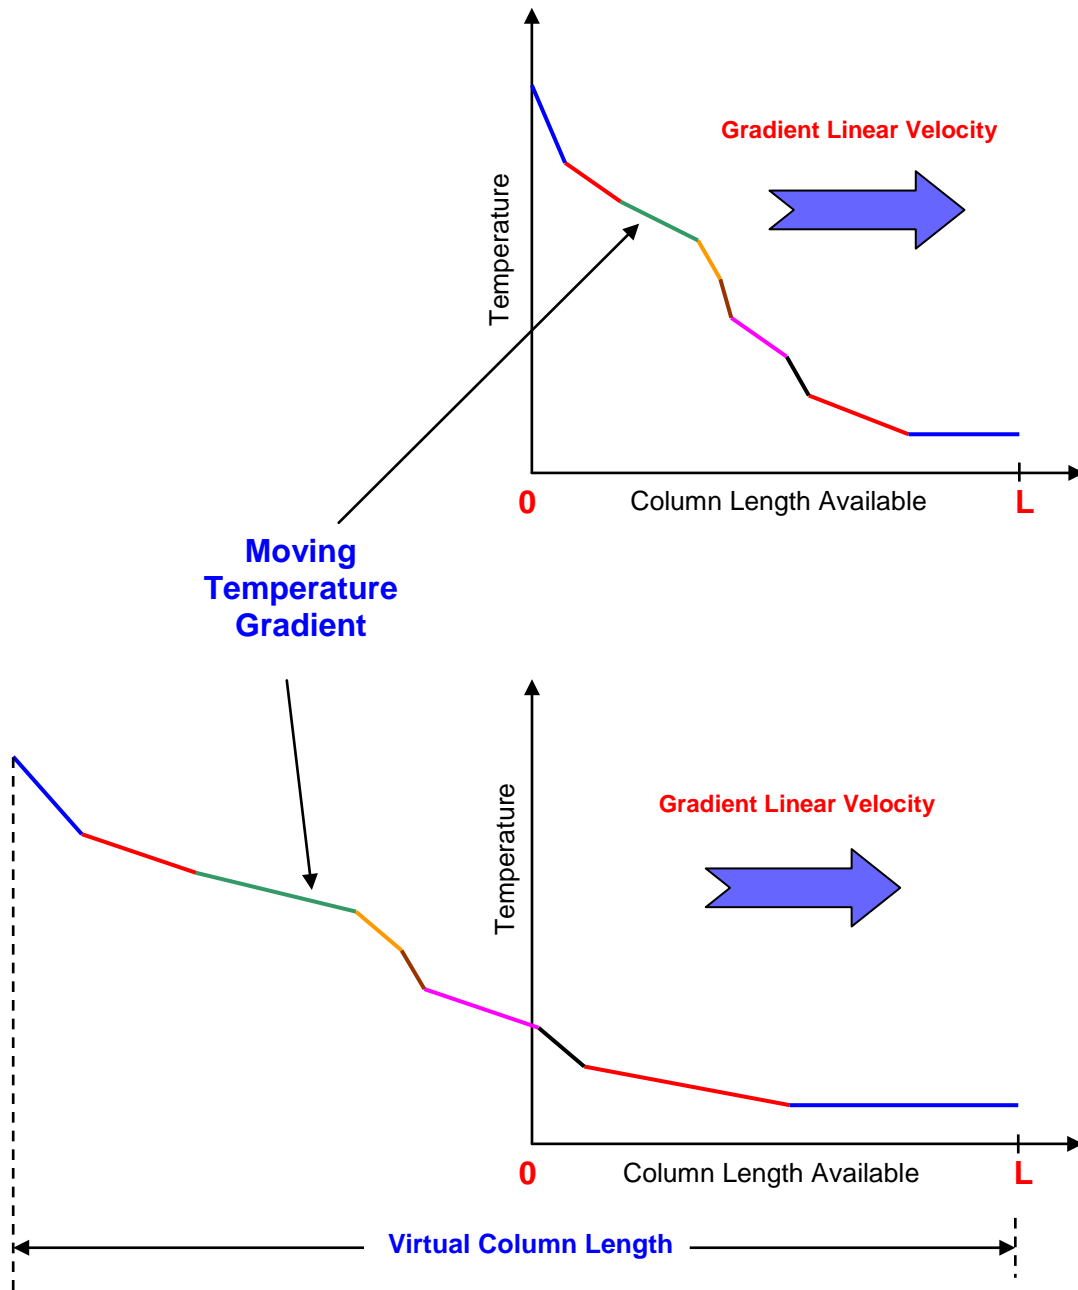 Gradient Linear Velocity
Temperature
0
Column Length Available
L
Moving
Temperature
Gradient
Gradient Linear Velocity
Temperature
0
Column Length Available
L
Virtual Column Length